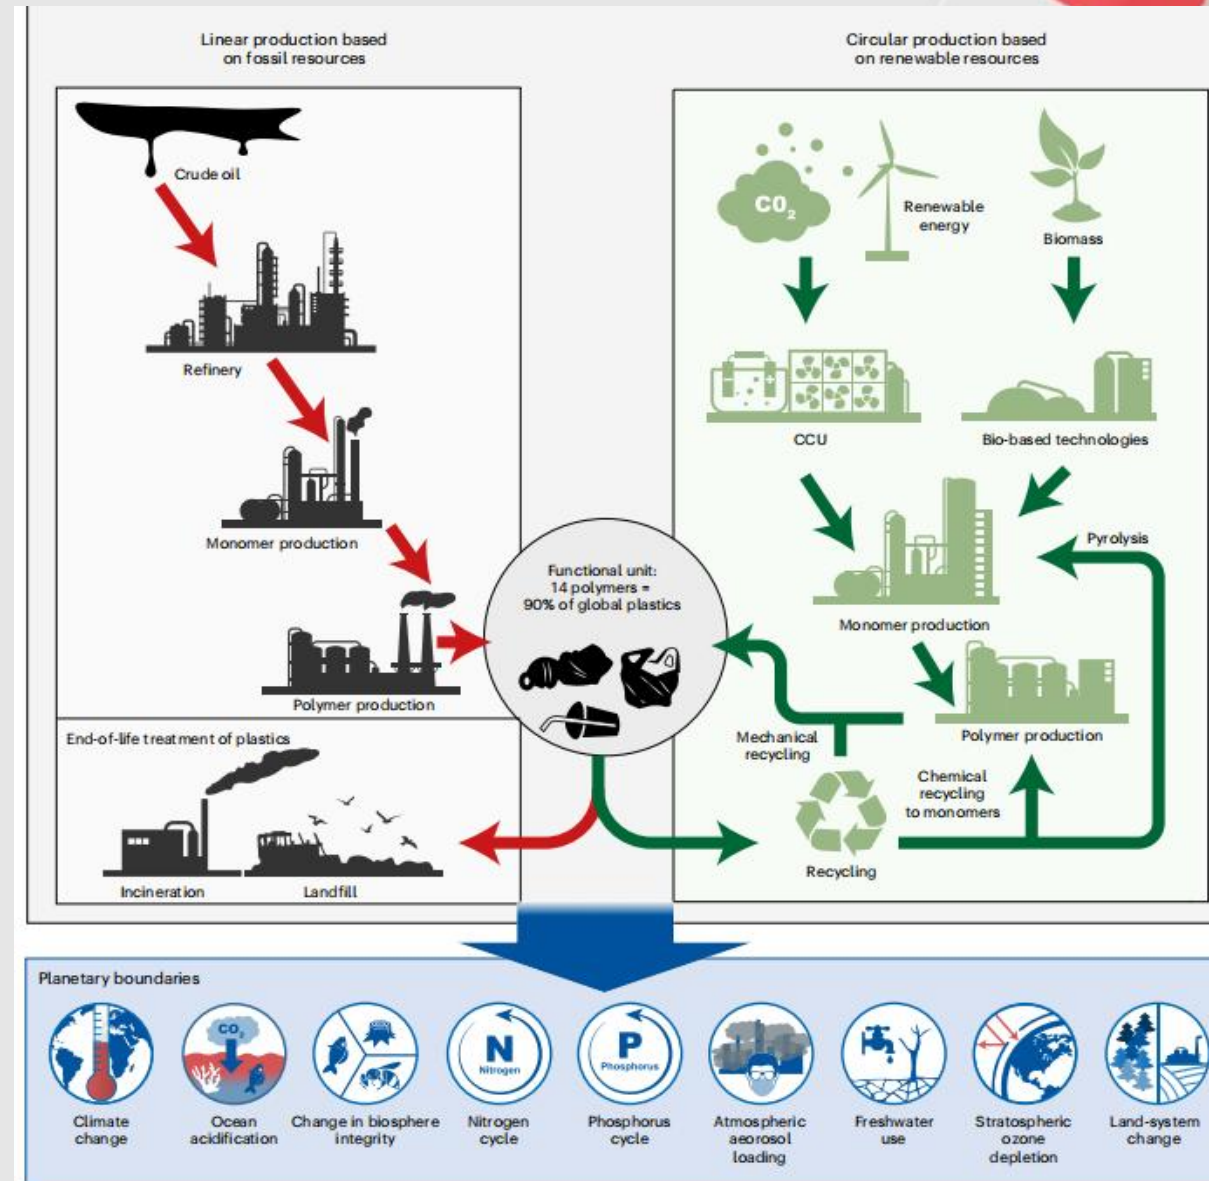 Linear production based
on fossil resources
Circular production based
on renewable resources
Crude oil
Refinery
Monomer production
Polymer production
End-of-life treatment of plastics
Incineration
Landfill
Functional unit:
14 polymers =
90% of global plastics
CO₂
Renewable
energy
Biomass
CCU
Bio-based technologies
Pyrolysis
Monomer production
Polymer production
Mechanical
recycling
Chemical
recycling
to monomers
Recycling
Planetary boundaries
CO₂
N
Nitrogen
P
Phosphorus
Climate
change
Ocean
acidification
Change in biosphere
integrity
Nitrogen
cycle
Phosphorus
cycle
Atmospheric
aeorosol
loading
Freshwater
use
Stratospheric
ozone
depletion
Land-system
change